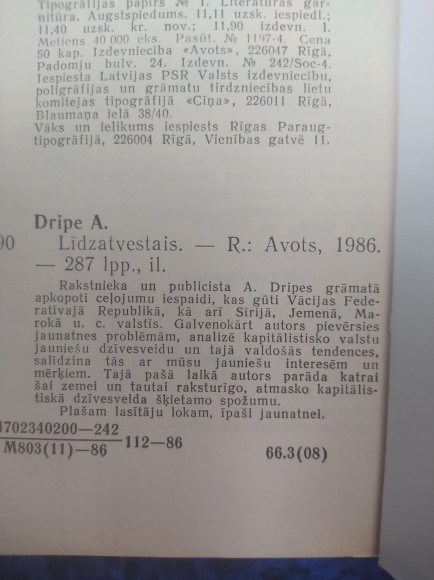 Tipogrāfijas papīrs № 1. Literatūras gar-
nitūra. Augstspiedums. 11,11 uzsk. iespiedl.;
11,40 uzsk. kr. nov.; 11,90 izdevn. l.
Metiens 40 000 eks. Pasūt. № 1197-4. Cena
50 kap. Izdevniecība «Avots», 226047 Rīgā,
Padomju bulv. 24. Izdevn. № 242/Soc-4.
Iespiesta Latvijas PSR Valsts izdevniecību,
poligrāfijas un grāmatu tirdzniecības lietu
komitejas tipogrāfijā «Cīņa», 226011 Rīgā,
Blaumaņa ielā 38/40.
Vāks un ielikums iespiests Rīgas Paraug-
tipogrāfijā, 226004 Rīgā, Vienības gatvē 11.
Dripe A.
90 Līdzatvestais. — R.: Avots, 1986.
— 287 lpp., il.
Rakstnieka un publicista A. Dripes grāmatā
apkopoti ceļojumu iespaidi, kas gūti Vācijas Fede-
ratīvajā Republikā, kā arī Sīrijā, Jemenā, Ma-
rokā u. c. valstīs. Galvenokārt autors pievērsies
jaunatnes problēmām, analizē kapitālistisko valstu
jauniešu dzīvesveidu un tajā valdošās tendences,
salīdzina tās ar mūsu jauniešu interesēm un
mērķiem. Tajā pašā laikā autors parāda katrai
šai zemei un tautai raksturīgo, atmasko kapitālis-
tiskā dzīvesveida šķietamo spožumu.
Plašam lasītāju lokam, īpaši jaunatnei.
4702340200—242
M803(11)—86
112—86
66.3(08)